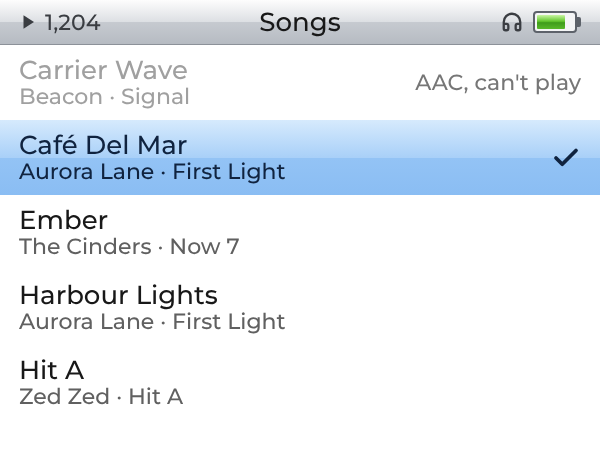 1,204
Songs
Carrier Wave
Beacon · Signal
AAC, can't play
Café Del Mar
Aurora Lane · First Light
Ember
The Cinders · Now 7
Harbour Lights
Aurora Lane · First Light
Hit A
Zed Zed · Hit A